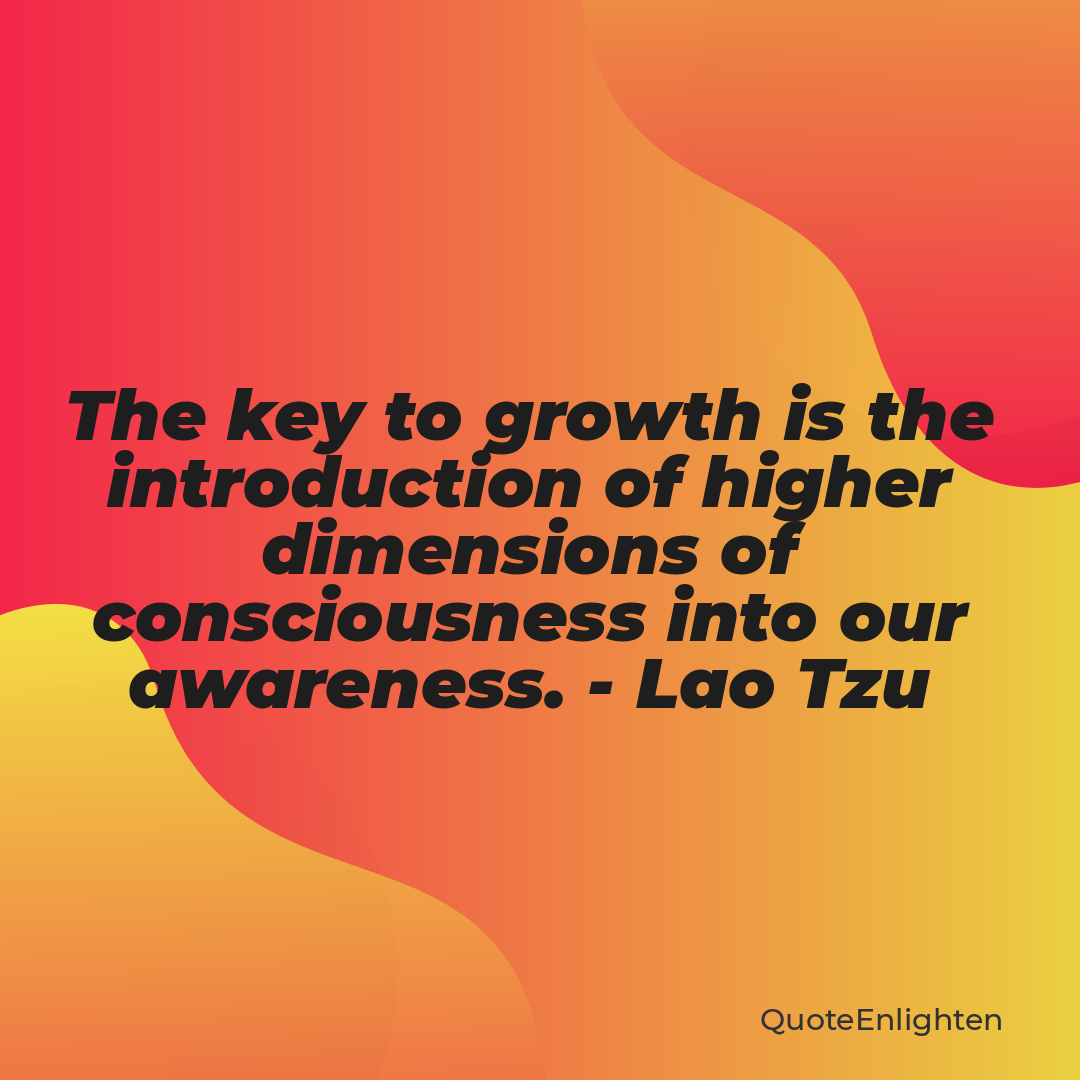 The key to growth is the
introduction of higher
dimensions of
consciousness into our
awareness. - Lao Tzu
QuoteEnlighten